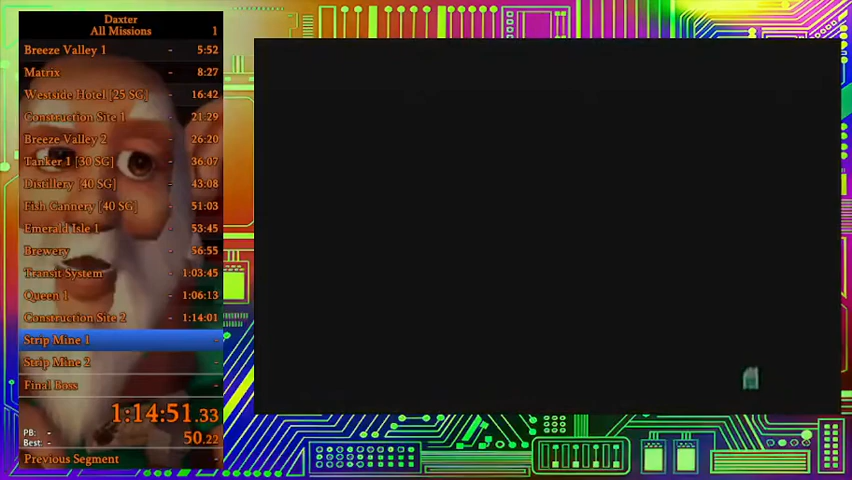 Daxter
All Missions 1
Breeze Valley 1 - 5:52
Matrix - 8:27
Westside Hotel [25 SG] - 16:42
Construction Site 1 - 21:29
Breeze Valley 2 - 26:20
Tanker 1 [30 SG] - 36:07
Distillery [40 SG] - 43:08
Fish Cannery [40 SG] - 51:03
Emerald Isle 1 - 53:45
Brewery - 56:55
Transit System - 1:03:45
Queen 1 - 1:06:13
Construction Site 2 - 1:14:01
Strip Mine 1 -
Strip Mine 2 -
Final Boss -
1:14:51.33
PB: -
Best: - 50.22
Previous Segment -